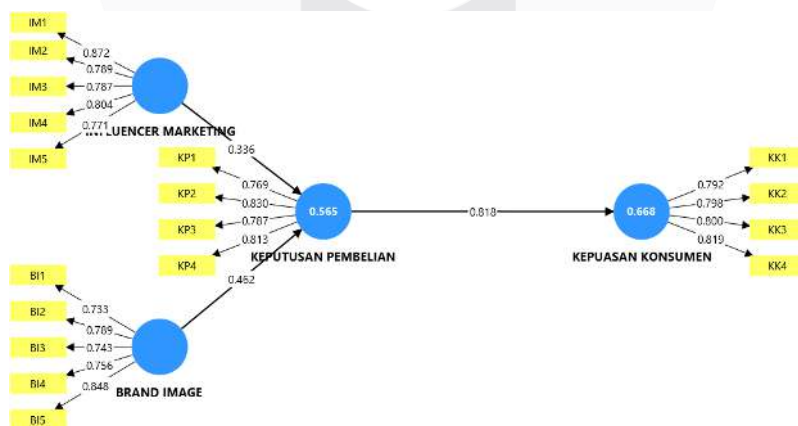 IM1
IM2
IM3
IM4
IM5
0.872
0.789
0.787
0.804
0.771
INFLUENCER MARKETING
0.336
KP1
KP2
KP3
KP4
0.769
0.830
0.787
0.813
0.565
KEPUTUSAN PEMBELIAN
0.818
0.668
KEPUASAN KONSUMEN
0.792
0.798
0.800
0.819
KK1
KK2
KK3
KK4
0.462
BI1
BI2
BI3
BI4
BI5
0.733
0.789
0.743
0.756
0.848
BRAND IMAGE